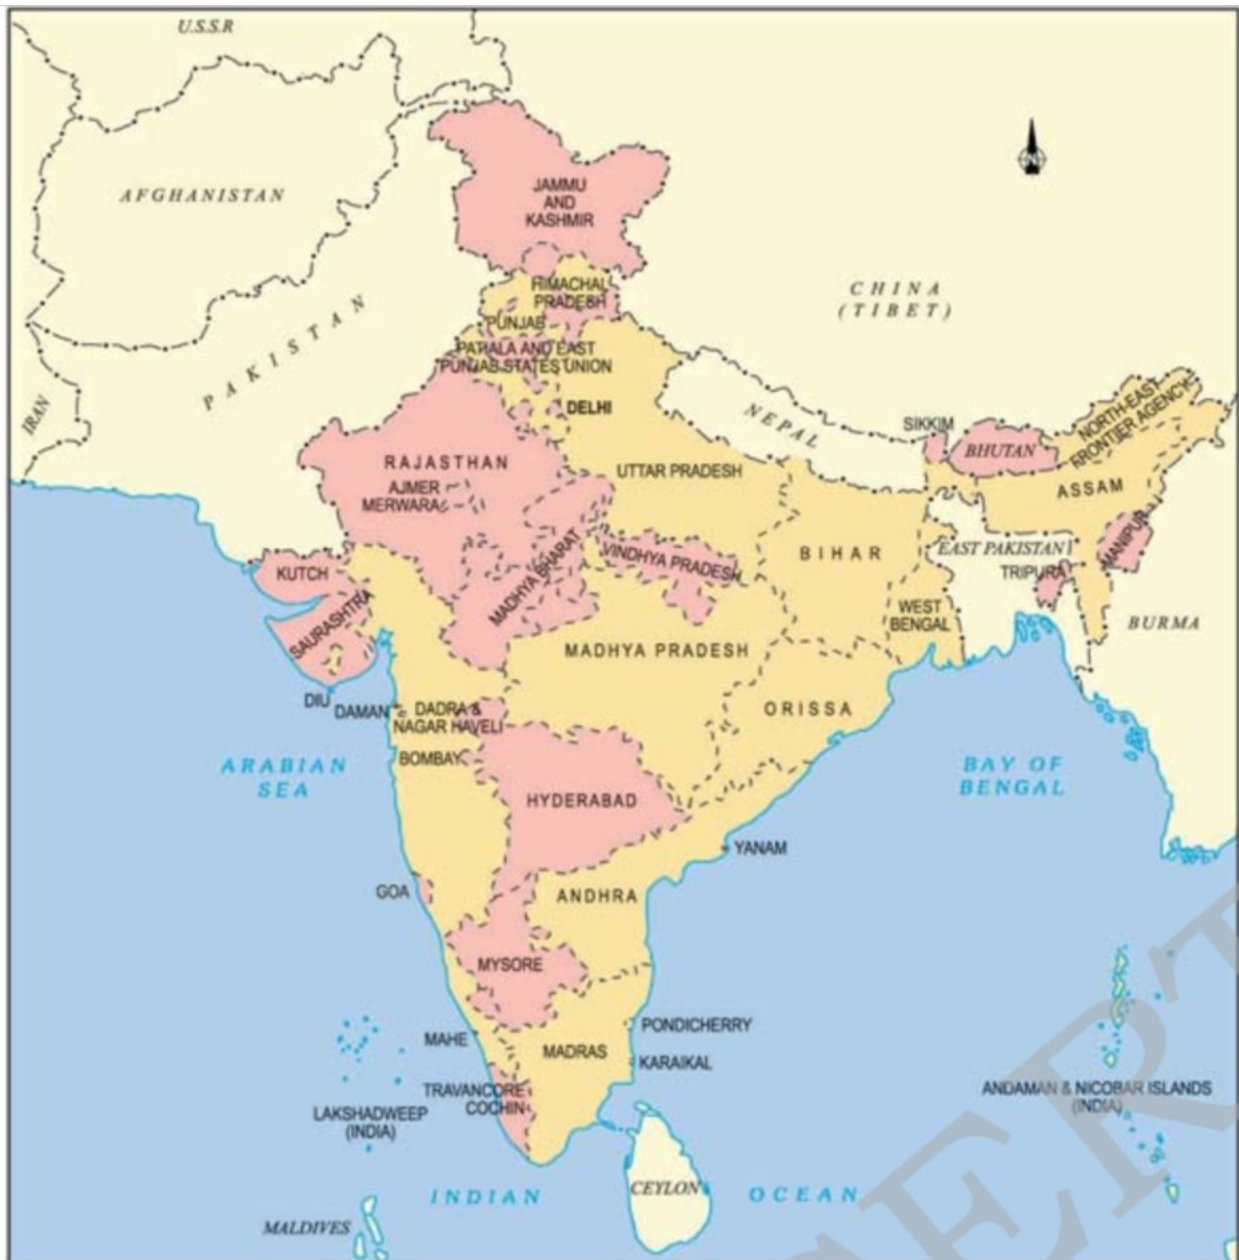 U.S.S.R
AFGHANISTAN
JAMMU
AND
KASHMIR
N
CHINA
(TIBET)
PAKISTAN
IRAN
HIMACHAL
PRADESH
PUNJAB
PATIALA AND EAST
PUNJAB STATES UNION
DELHI
NEPAL
SIKKIM
BHUTAN
NORTH-EAST
FRONTIER AGENCY
RAJASTHAN
UTTAR PRADESH
AJMER
MERWARA
ASSAM
MANIPUR
EAST PAKISTAN
TRIPURA
BIHAR
VINDHYA PRADESH
MADHYA BHARAT
KUTCH
SAURASHTRA
WEST
BENGAL
BURMA
MADHYA PRADESH
DIU
DAMAN
DADRA &
NAGAR HAVELI
ORISSA
BOMBAY
ARABIAN
SEA
BAY OF
BENGAL
HYDERABAD
YANAM
GOA
ANDHRA
MYSORE
MAHE
MADRAS
PONDICHERRY
KARAIKAL
TRAVANCORE
COCHIN
LAKSHADWEEP
(INDIA)
ANDAMAN & NICOBAR ISLANDS
(INDIA)
CEYLON
INDIAN OCEAN
MALDIVES